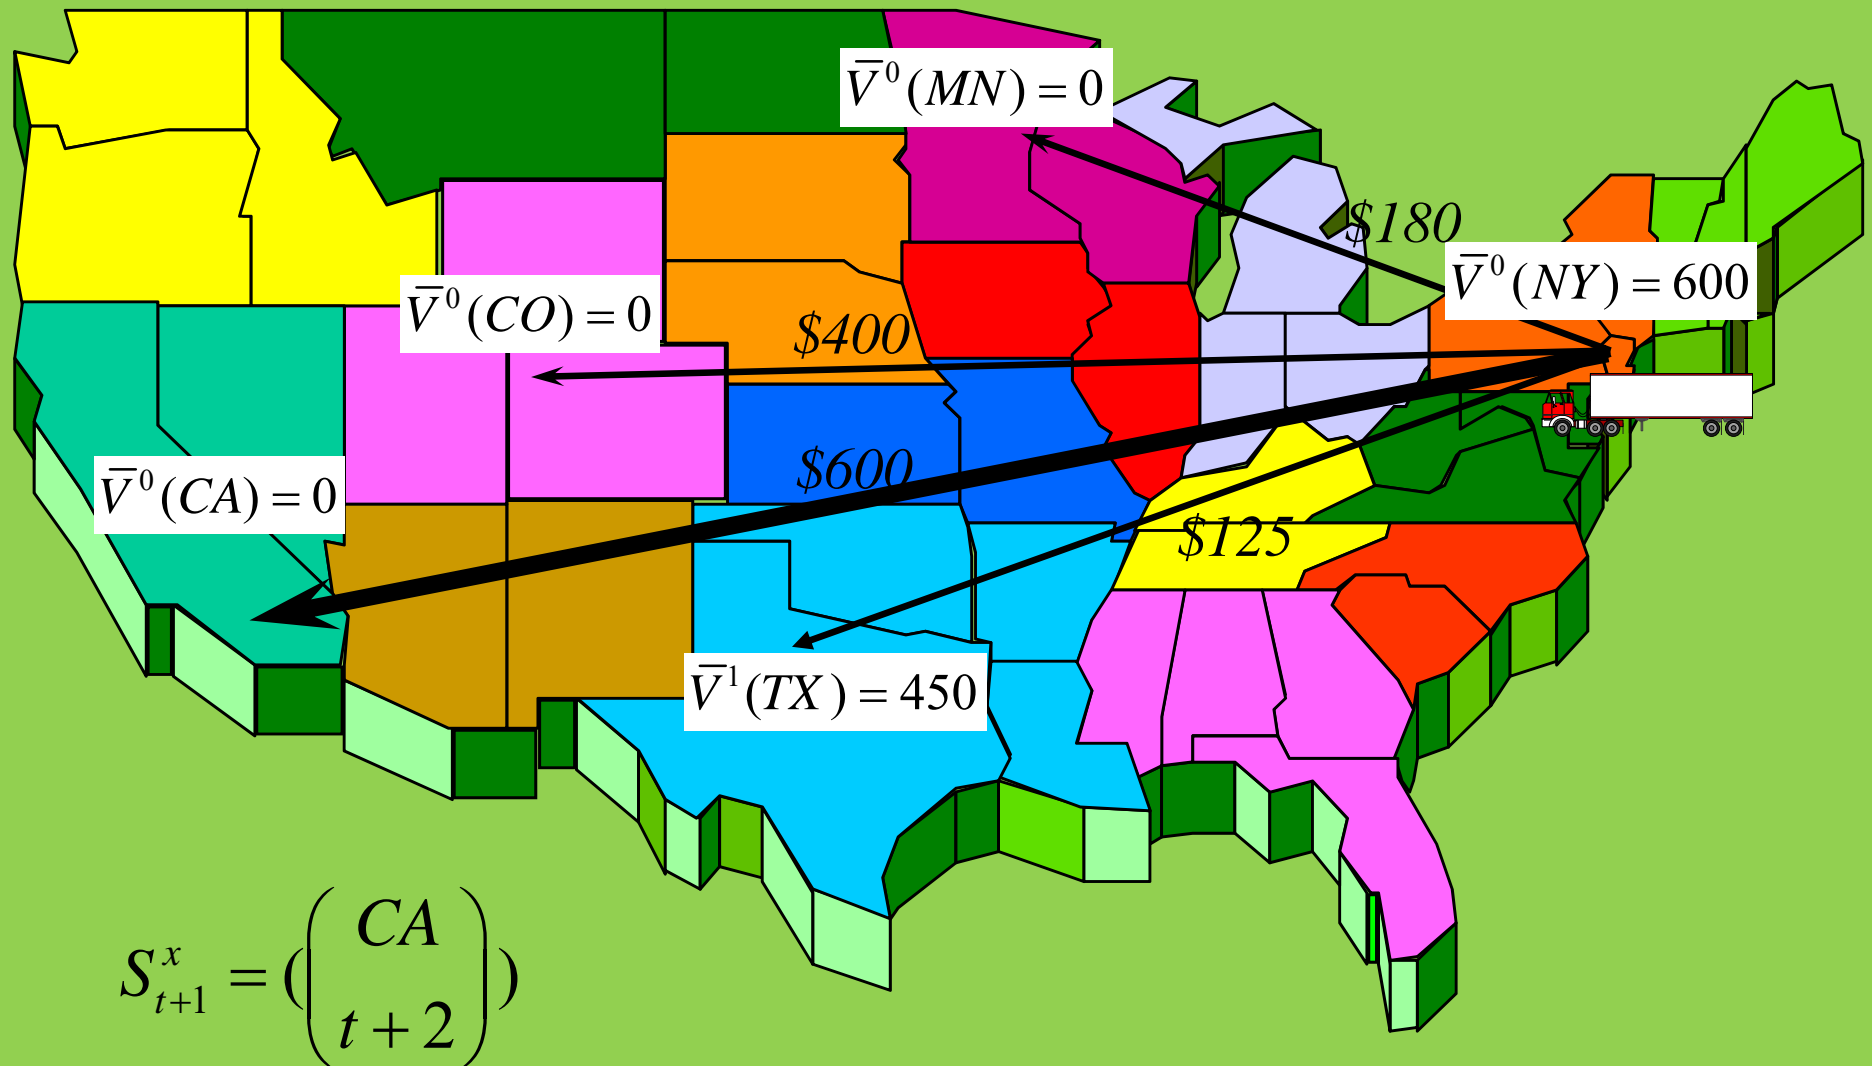 V̅⁰(MN) = 0
$180
V̅⁰(NY) = 600
V̅⁰(CO) = 0
$400
$600
V̅⁰(CA) = 0
$125
V̅¹(TX) = 450
Sˣₜ₊₁ = ((CA
t + 2))